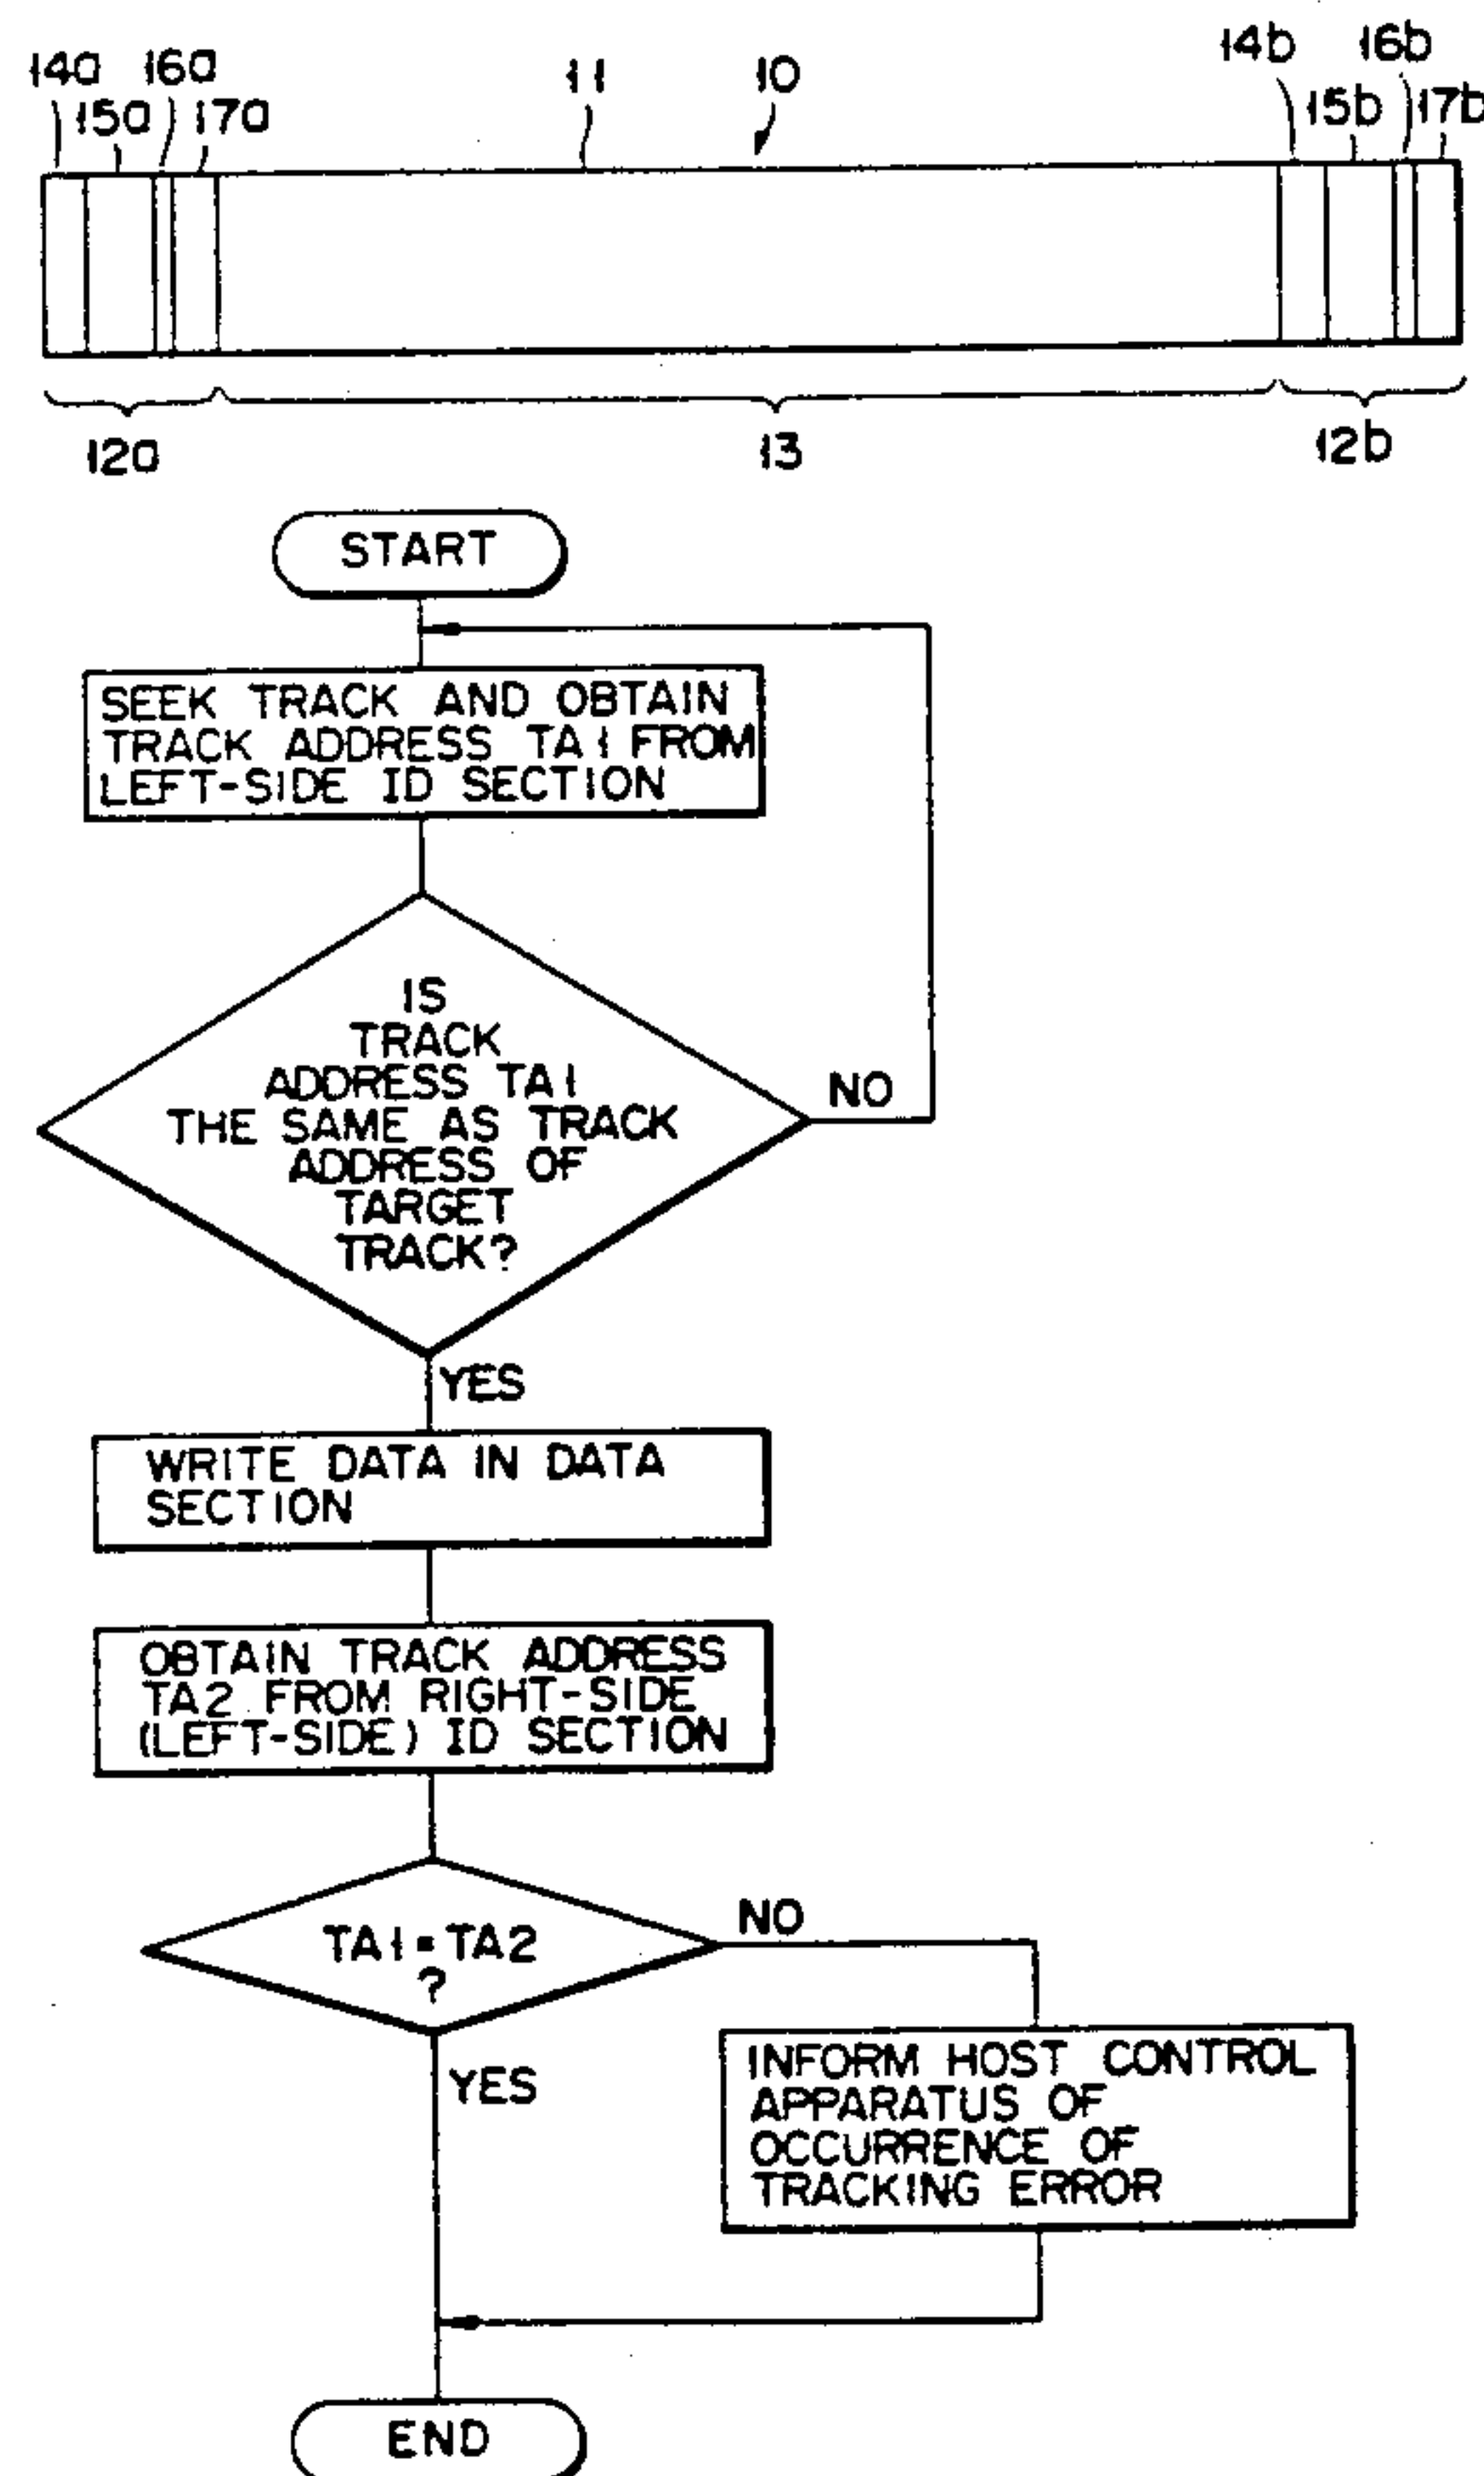 14a 16a 11 10 14b 16b
15a 17a 15b 17b
12a 13 12b
START
SEEK TRACK AND OBTAIN
TRACK ADDRESS TA1 FROM
LEFT-SIDE ID SECTION
IS
TRACK
ADDRESS TA1
THE SAME AS TRACK
ADDRESS OF
TARGET
TRACK?
NO
YES
WRITE DATA IN DATA
SECTION
OBTAIN TRACK ADDRESS
TA2 FROM RIGHT-SIDE
(LEFT-SIDE) ID SECTION
TA1=TA2
?
NO
YES
INFORM HOST CONTROL
APPARATUS OF
OCCURRENCE OF
TRACKING ERROR
END